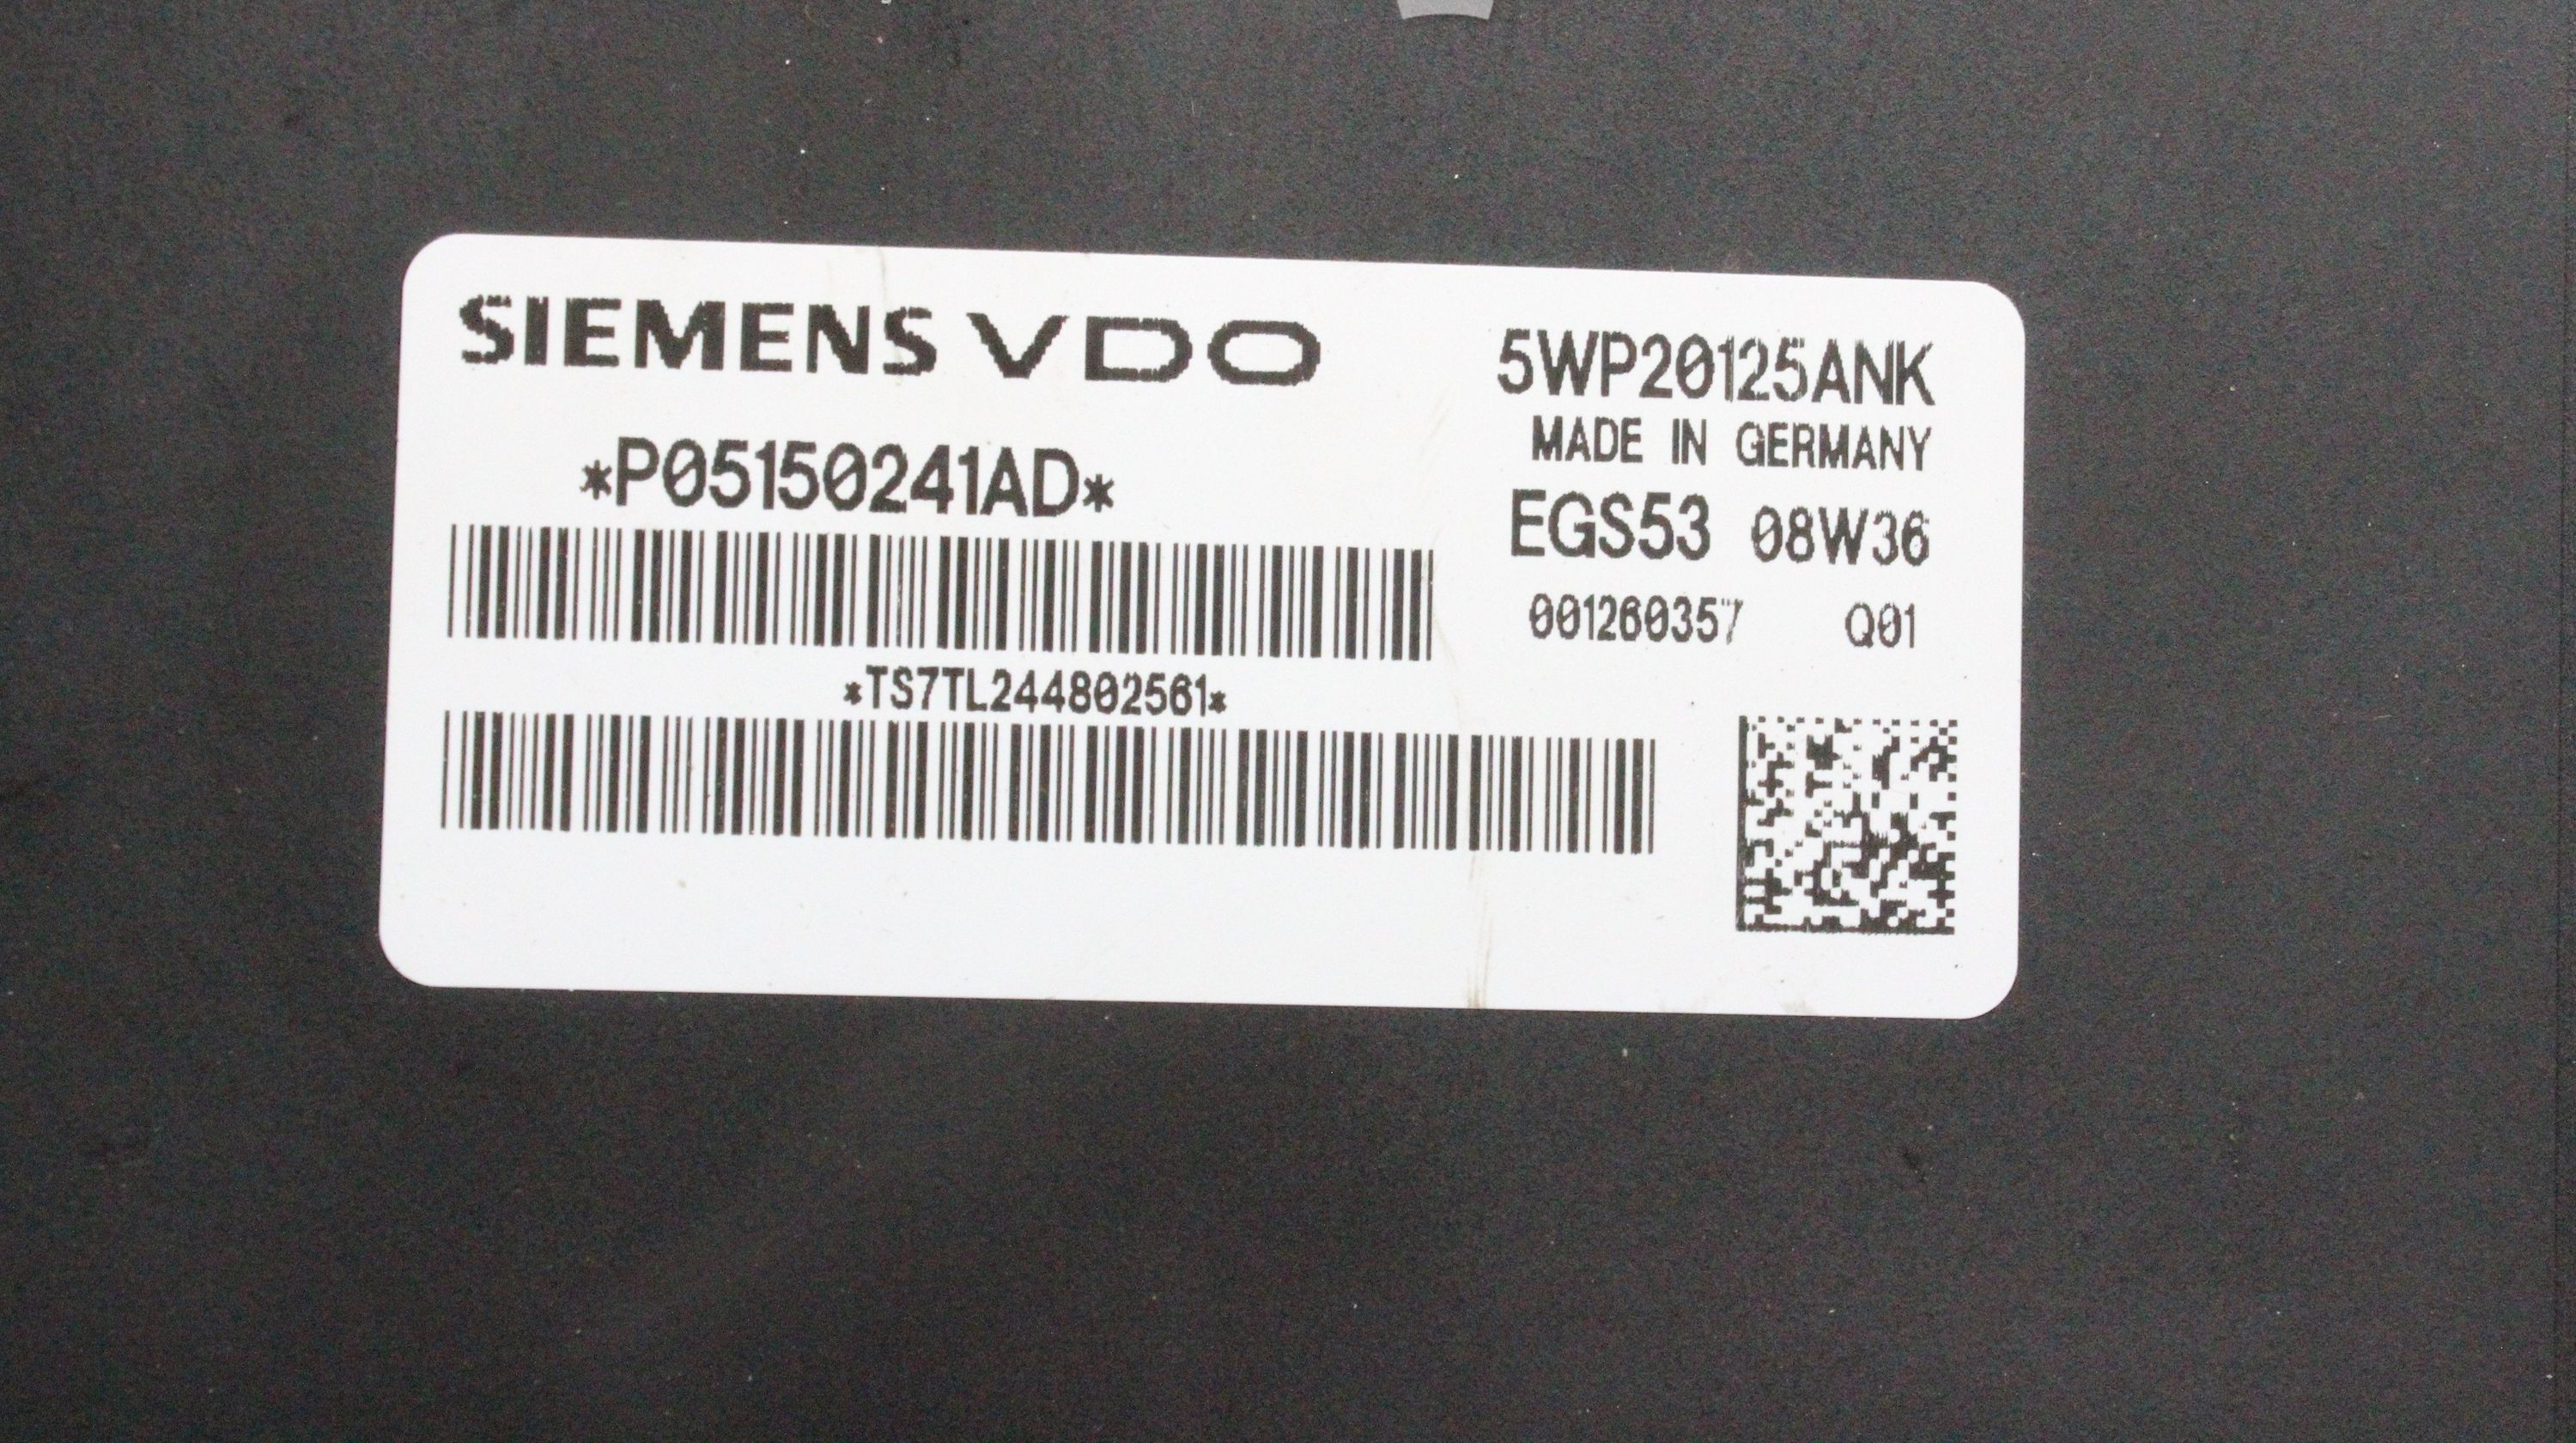 SIEMENS VDO
*P05150241AD*
*TS7TL244802561*
5WP20125ANK
MADE IN GERMANY
EGS53 08W36
001260357 Q01